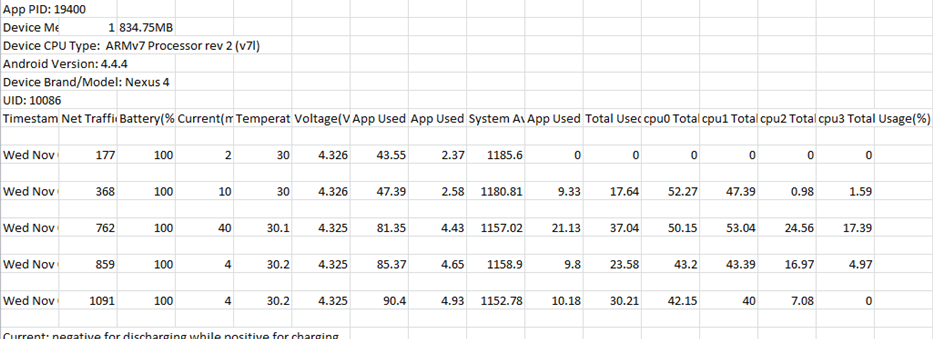 App PID: 19400
Device Me 1 834.75MB
Device CPU Type: ARMv7 Processor rev 2 (v7l)
Android Version: 4.4.4
Device Brand/Model: Nexus 4
UID: 10086
Timestam Net Traffi Battery(% Current(m Temperat Voltage(V App Used App Used System Av App Used Total Used cpu0 Total cpu1 Total cpu2 Total cpu3 Total Usage(%)
Wed Nov 177 100 2 30 4.326 43.55 2.37 1185.6 0 0 0 0 0 0
Wed Nov 368 100 10 30 4.326 47.39 2.58 1180.81 9.33 17.64 52.27 47.39 0.98 1.59
Wed Nov 762 100 40 30.1 4.325 81.35 4.43 1157.02 21.13 37.04 50.15 53.04 24.56 17.39
Wed Nov 859 100 4 30.2 4.325 85.37 4.65 1158.9 9.8 23.58 43.2 43.39 16.97 4.97
Wed Nov 1091 100 4 30.2 4.325 90.4 4.93 1152.78 10.18 30.21 42.15 40 7.08 0
Current: negative for discharging while positive for charging